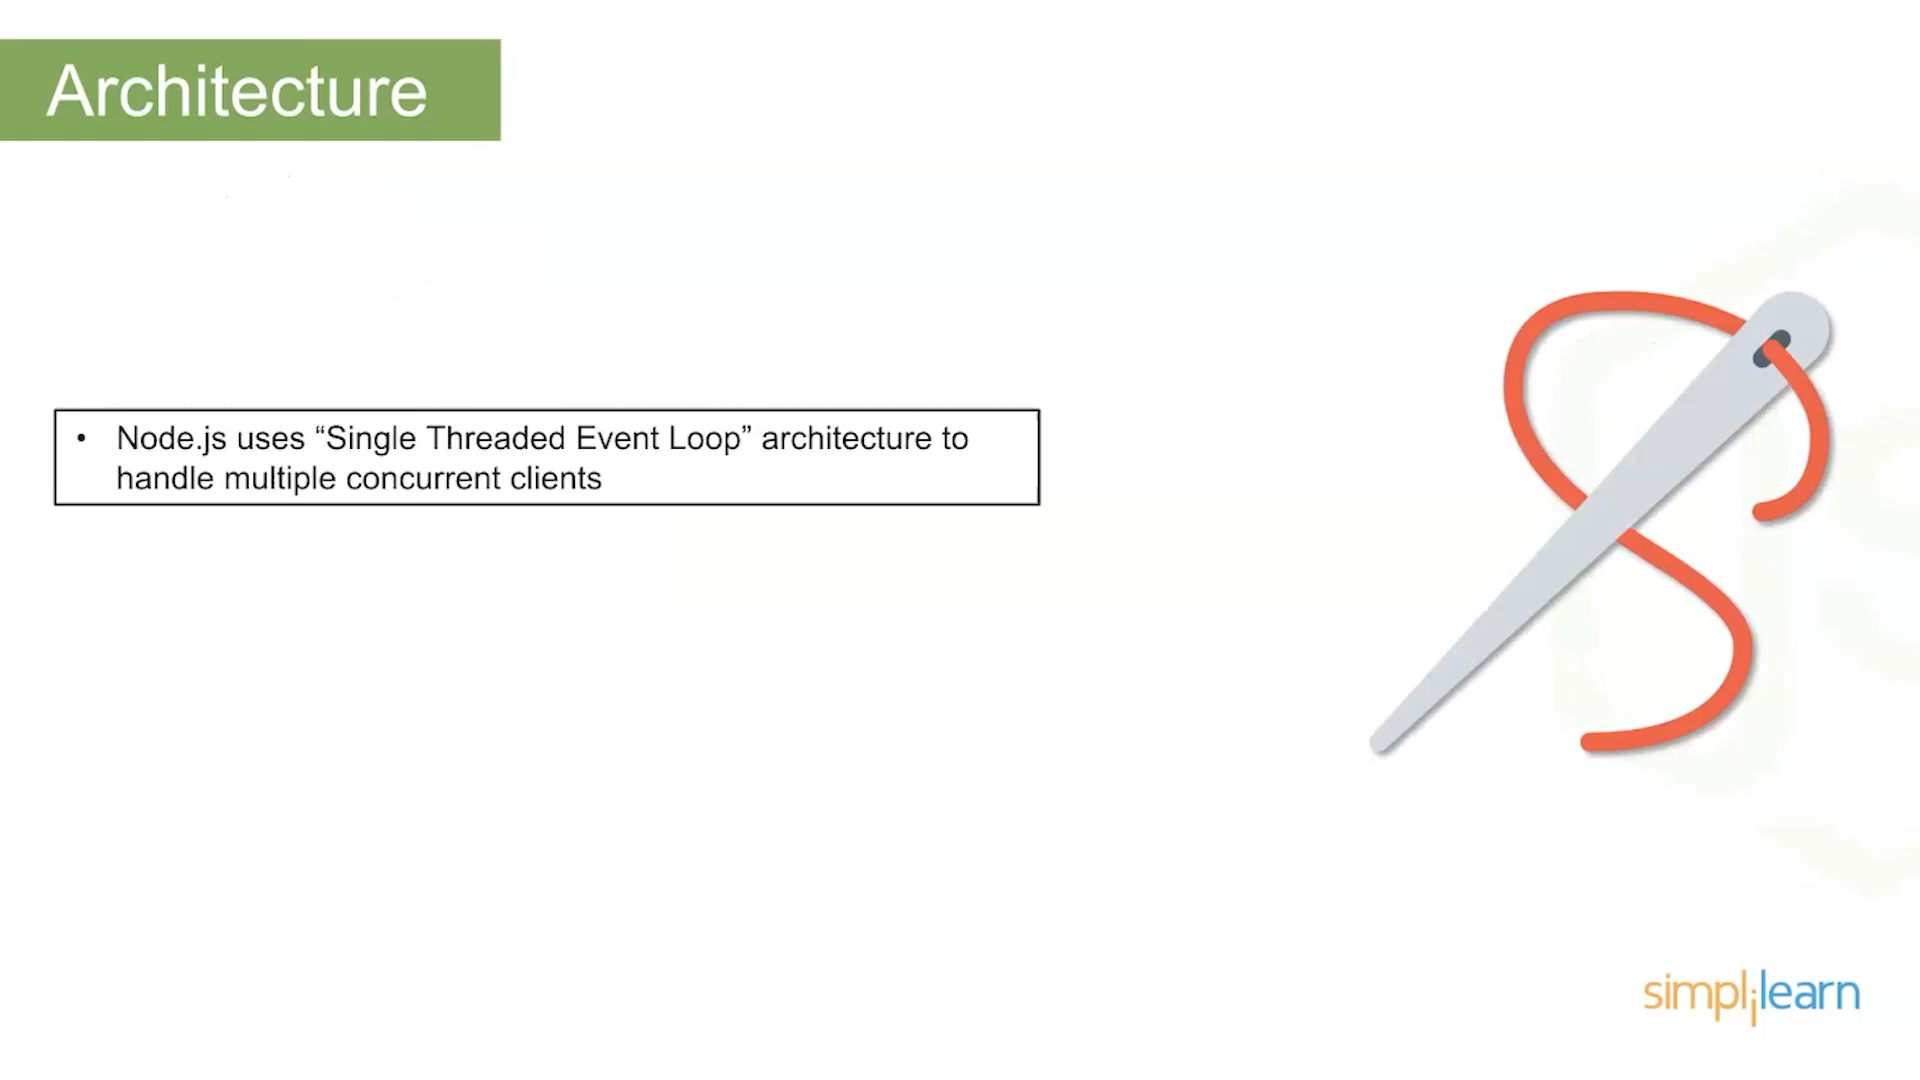 Architecture
• Node.js uses “Single Threaded Event Loop” architecture to
handle multiple concurrent clients
simplilearn